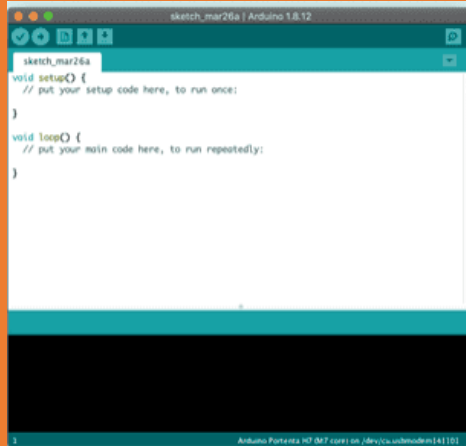 sketch_mar26a | Arduino 1.8.12
sketch_mar26a
void setup() {
// put your setup code here, to run once:
}
void loop() {
// put your main code here, to run repeatedly:
}
1
Arduino Portenta H7 (M7 core) on /dev/cu.usbmodem141101